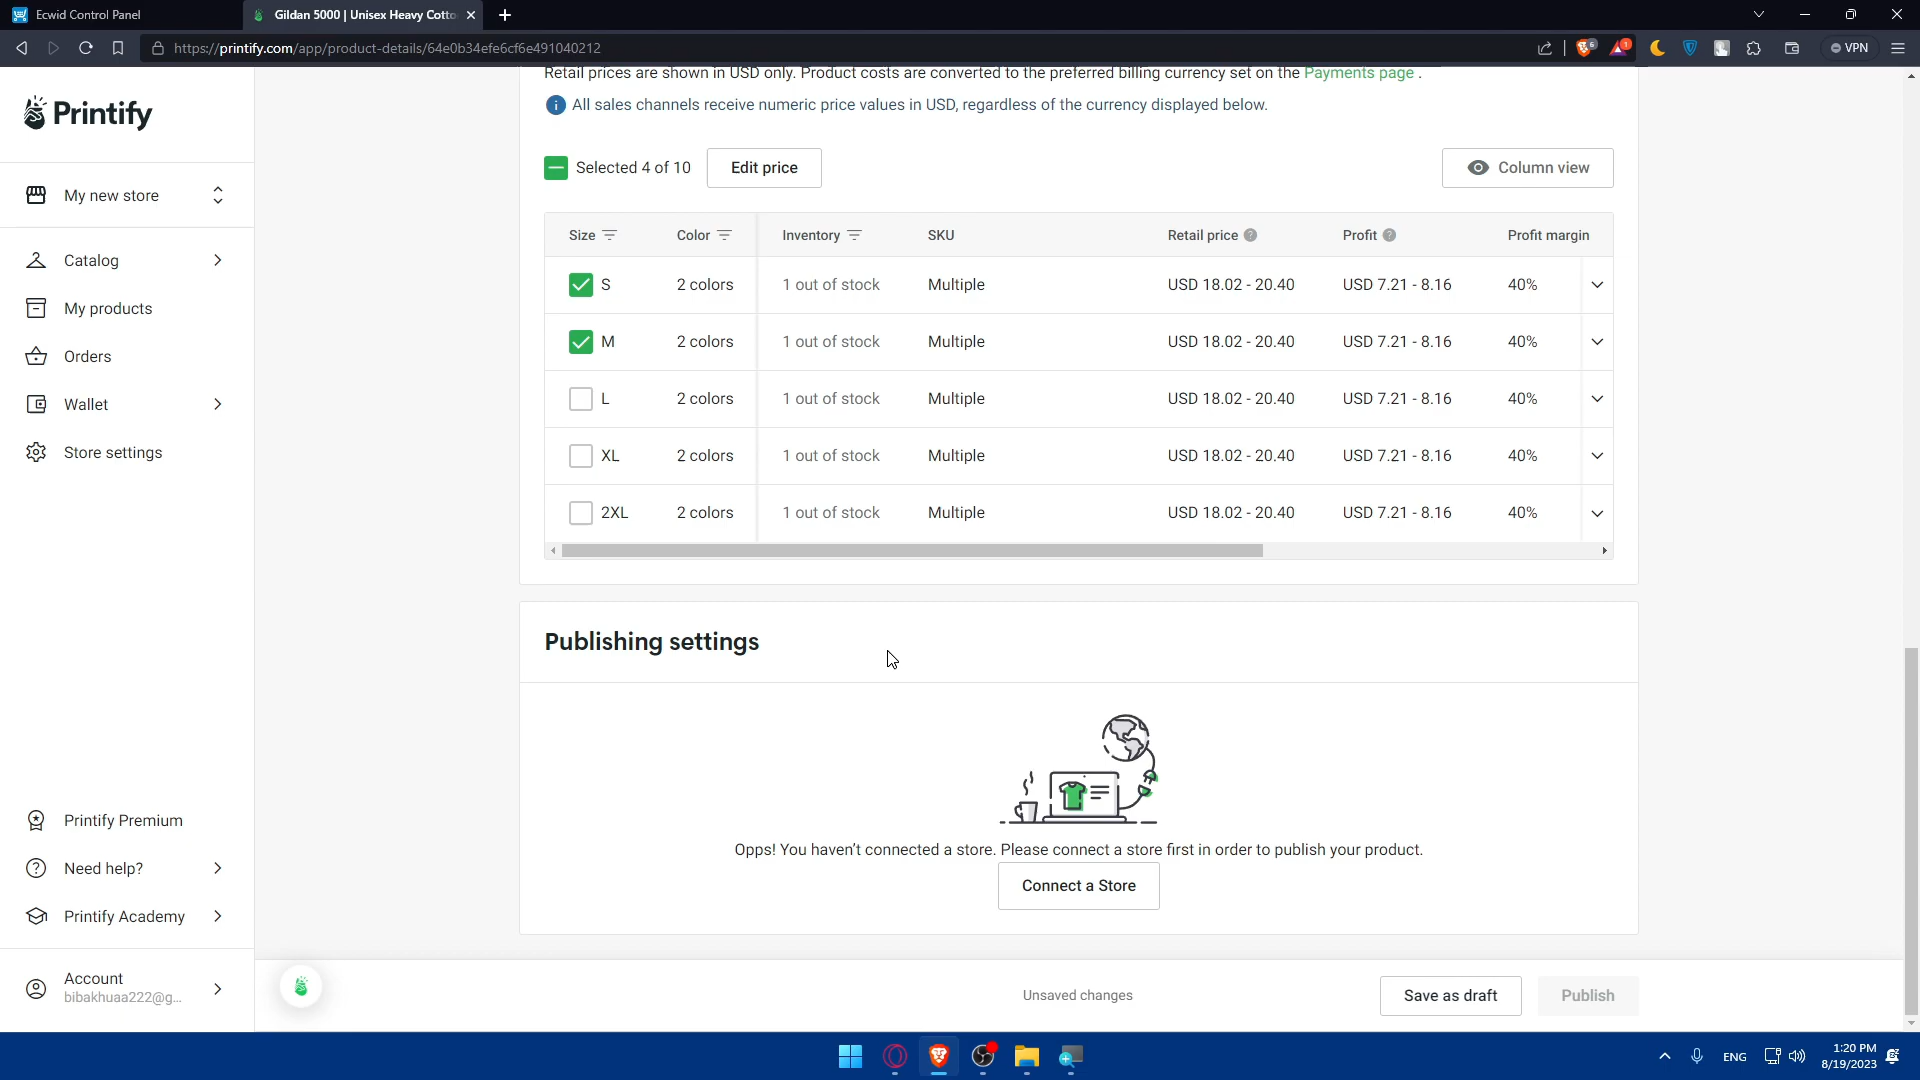 Ecwid Control Panel
Gildan 5000 | Unisex Heavy Cotto
https://printify.com/app/product-details/64e0b34efe6cf6e491040212
6
1
VPN
Printify
My new store
Catalog
My products
Orders
Wallet
Store settings
Printify Premium
Need help?
Printify Academy
Account
bibakhuaa222@g...
Retail prices are shown in USD only. Product costs are converted to the preferred billing currency set on the Payments page .
All sales channels receive numeric price values in USD, regardless of the currency displayed below.
Selected 4 of 10 Edit price Column view
Size Color Inventory SKU Retail price Profit Profit margin
S 2 colors 1 out of stock Multiple USD 18.02 - 20.40 USD 7.21 - 8.16 40%
M 2 colors 1 out of stock Multiple USD 18.02 - 20.40 USD 7.21 - 8.16 40%
L 2 colors 1 out of stock Multiple USD 18.02 - 20.40 USD 7.21 - 8.16 40%
XL 2 colors 1 out of stock Multiple USD 18.02 - 20.40 USD 7.21 - 8.16 40%
2XL 2 colors 1 out of stock Multiple USD 18.02 - 20.40 USD 7.21 - 8.16 40%
Publishing settings
Opps! You haven't connected a store. Please connect a store first in order to publish your product.
Connect a Store
Unsaved changes Save as draft Publish
ENG
1:20 PM
8/19/2023